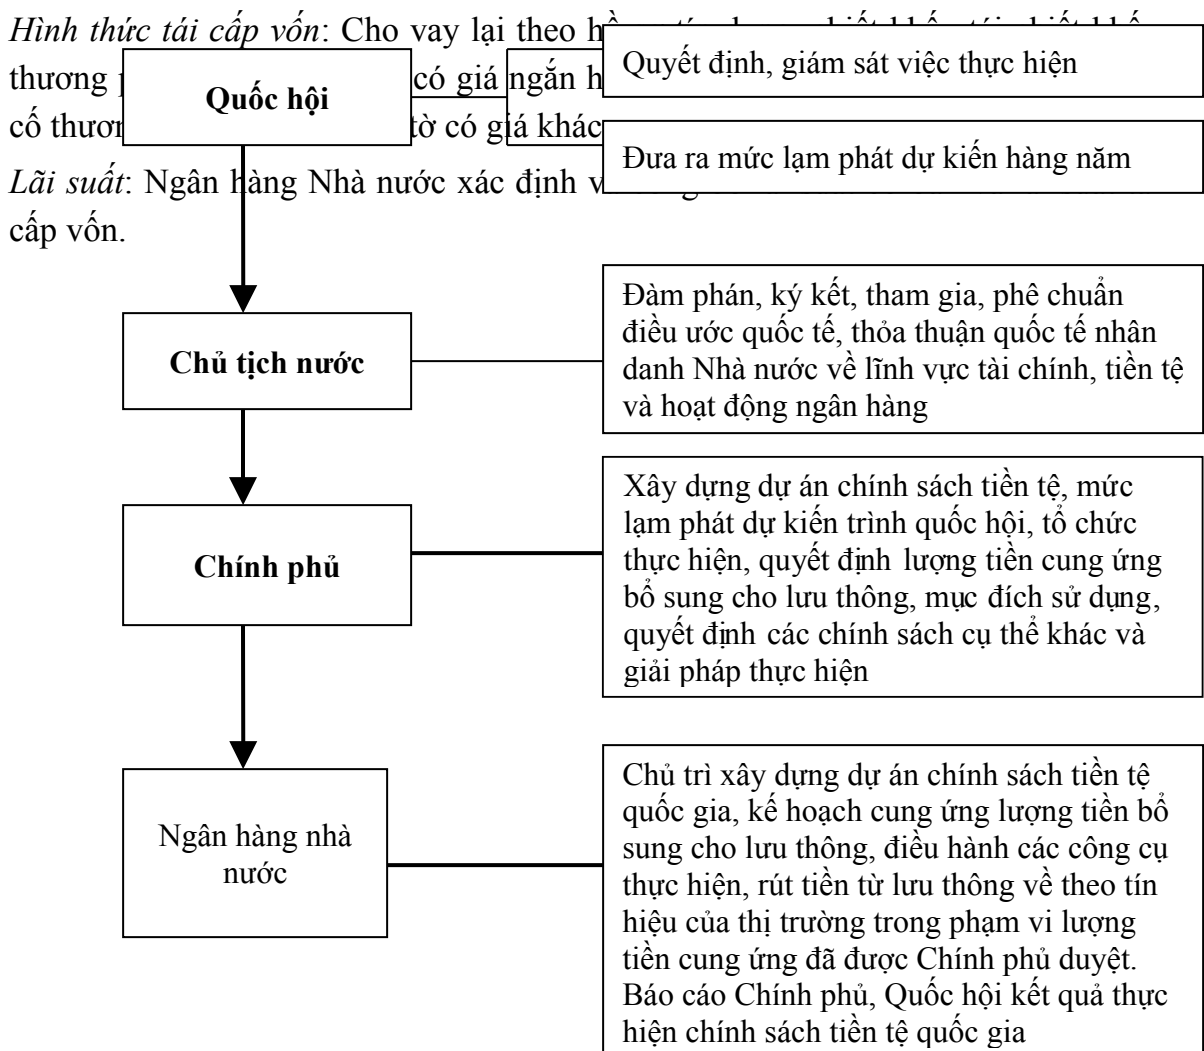 Hình thức tái cấp vốn: Cho vay lại theo
thương có giá ngắn
cố tờ có giá khác
Lãi suất: Ngân hàng Nhà nước xác định
cấp vốn.
Quốc hội
Quyết định, giám sát việc thực hiện
Đưa ra mức lạm phát dự kiến hàng năm
Chủ tịch nước
Đàm phán, ký kết, tham gia, phê chuẩn
điều ước quốc tế, thỏa thuận quốc tế nhân
danh Nhà nước về lĩnh vực tài chính, tiền tệ
và hoạt động ngân hàng
Chính phủ
Xây dựng dự án chính sách tiền tệ, mức
lạm phát dự kiến trình quốc hội, tổ chức
thực hiện, quyết định lượng tiền cung ứng
bổ sung cho lưu thông, mục đích sử dụng,
quyết định các chính sách cụ thể khác và
giải pháp thực hiện
Ngân hàng nhà
nước
Chủ trì xây dựng dự án chính sách tiền tệ
quốc gia, kế hoạch cung ứng lượng tiền bổ
sung cho lưu thông, điều hành các công cụ
thực hiện, rút tiền từ lưu thông về theo tín
hiệu của thị trường trong phạm vi lượng
tiền cung ứng đã được Chính phủ duyệt.
Báo cáo Chính phủ, Quốc hội kết quả thực
hiện chính sách tiền tệ quốc gia